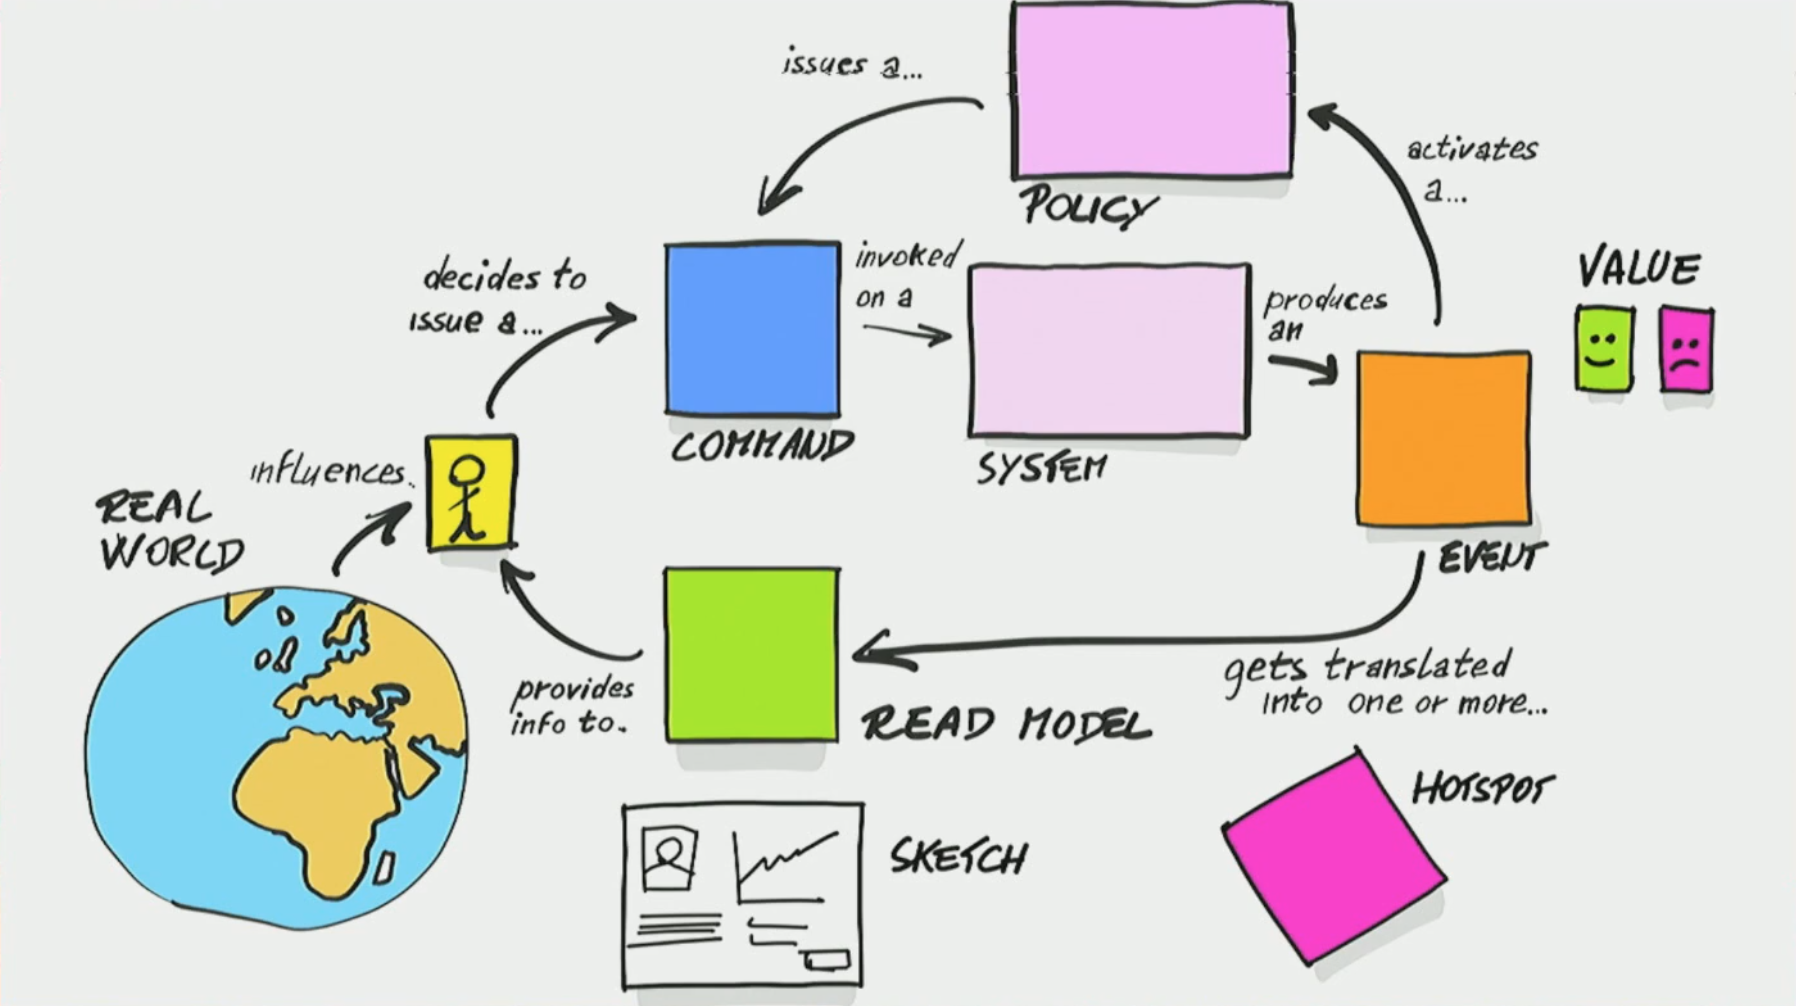 issues a...
POLICY
activates
a...
decides to
issue a...
COMMAND
invoked
on a
SYSTEM
produces
an
VALUE
EVENT
influences.
REAL
WORLD
provides
info to.
READ MODEL
gets translated
into one or more...
SKETCH
HOTSPOT